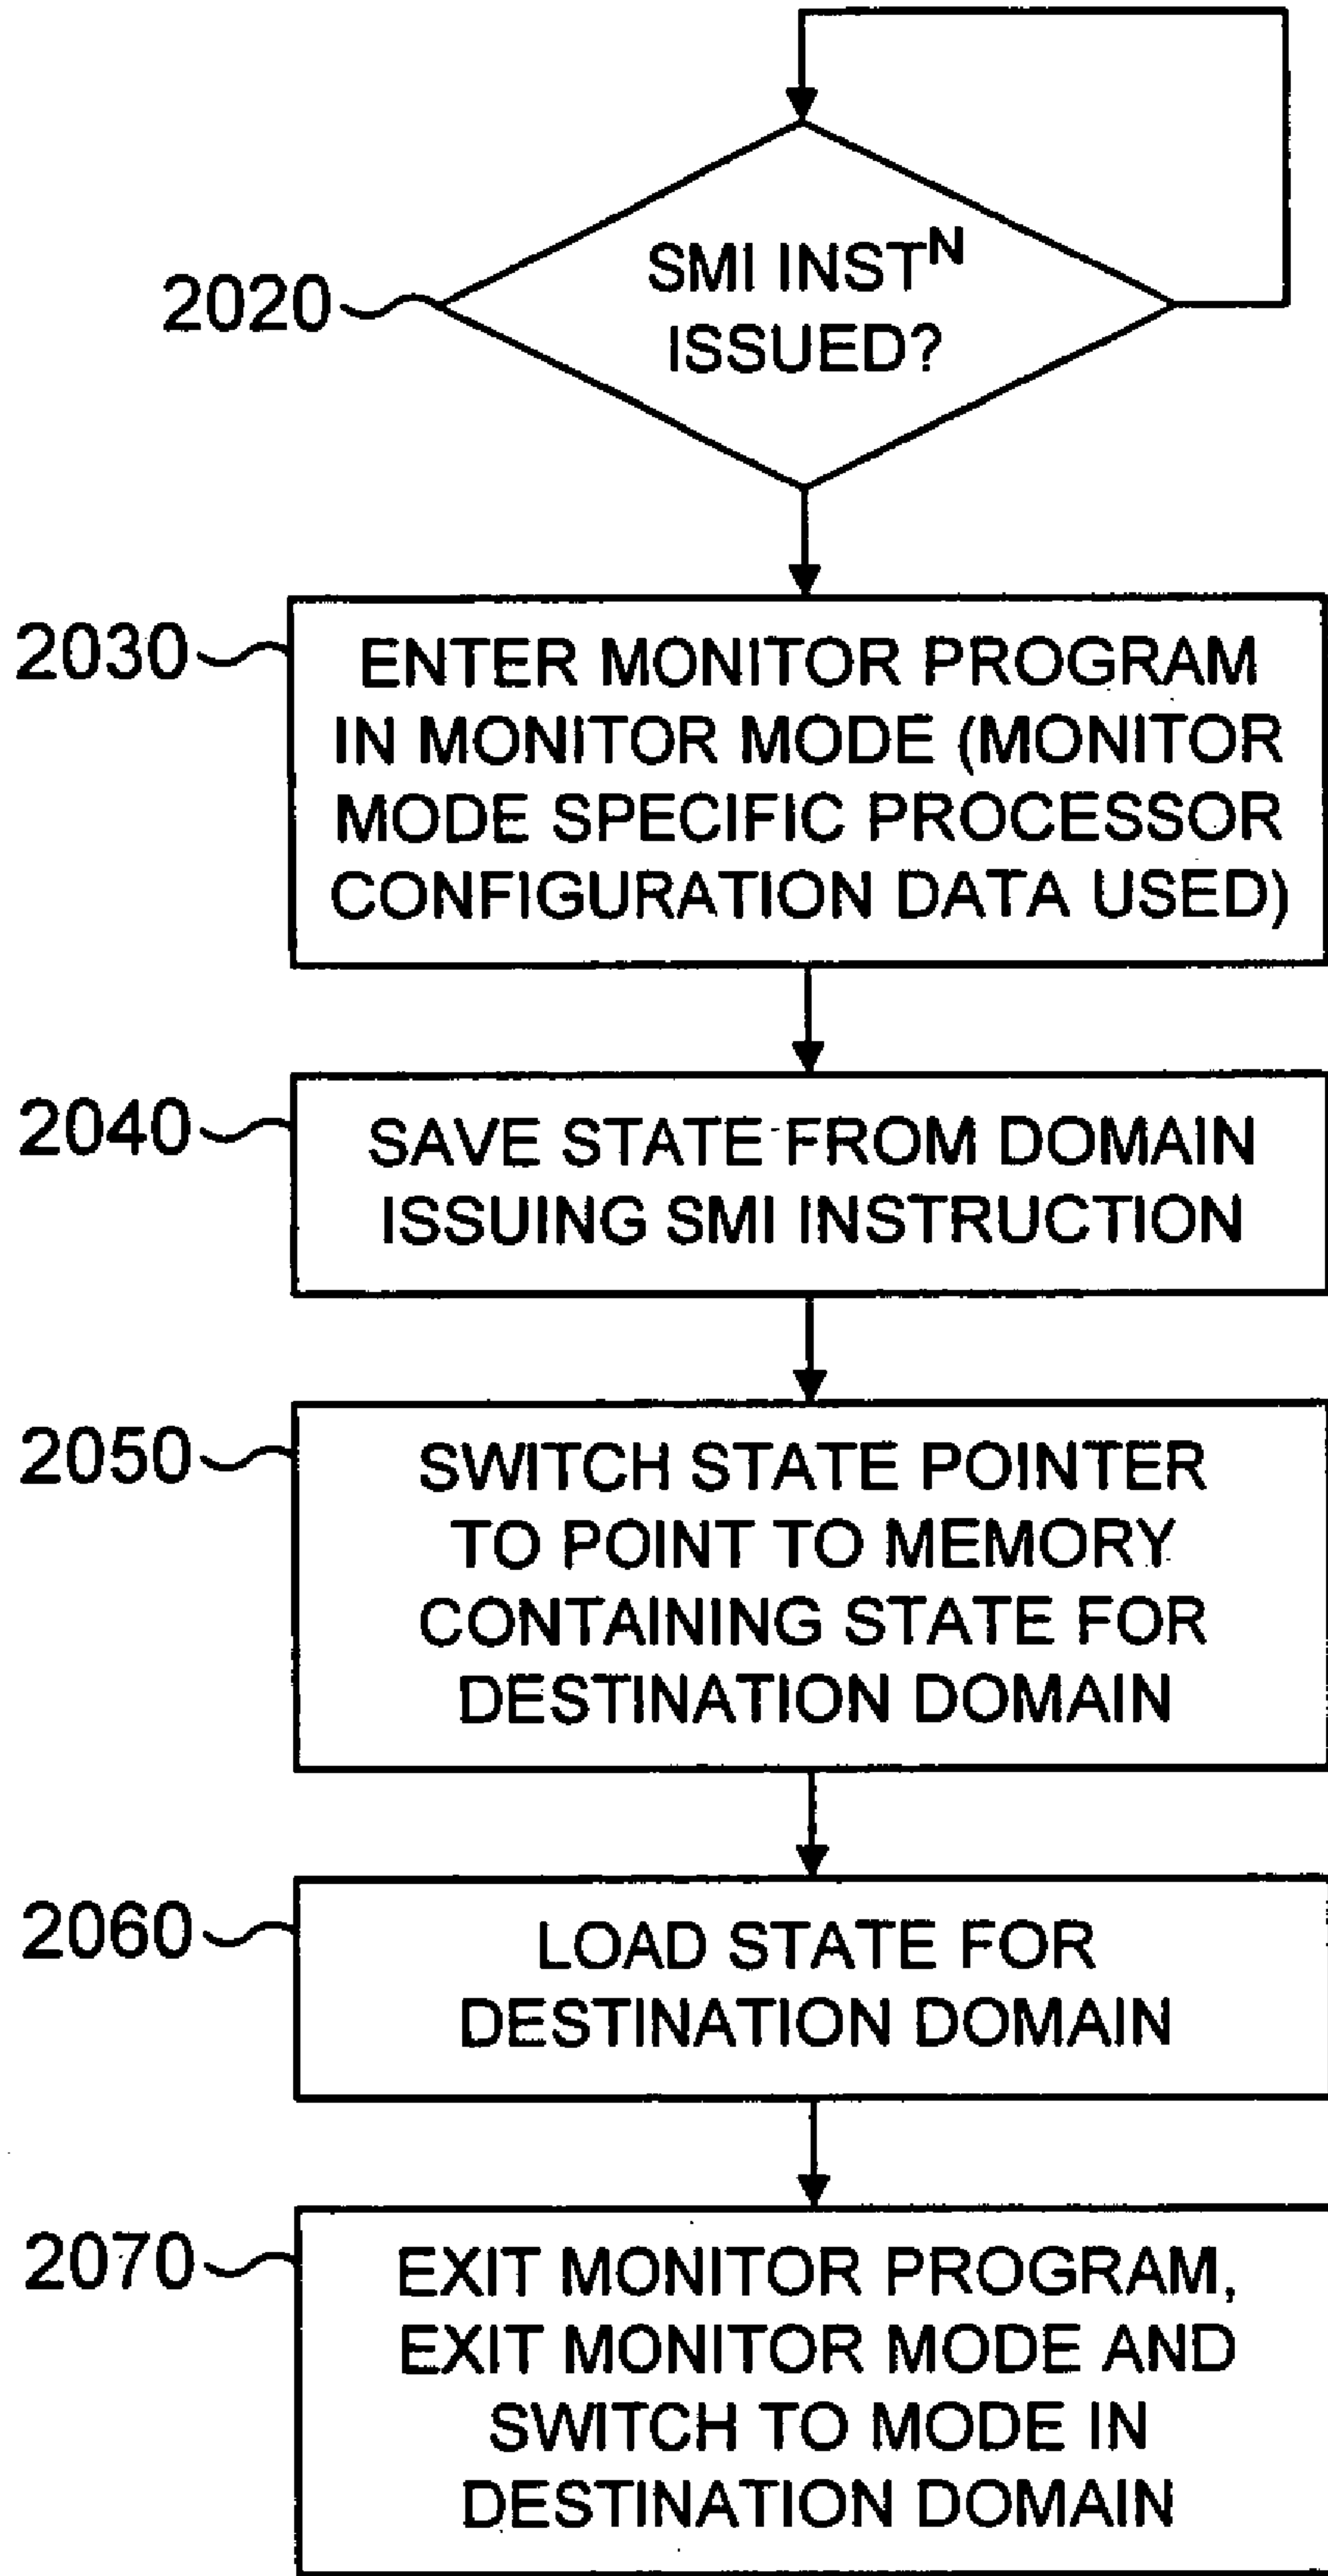 SMI INSTᴺ
2020
ISSUED?
2030
ENTER MONITOR PROGRAM
IN MONITOR MODE (MONITOR
MODE SPECIFIC PROCESSOR
CONFIGURATION DATA USED)
2040
SAVE STATE FROM DOMAIN
ISSUING SMI INSTRUCTION
2050
SWITCH STATE POINTER
TO POINT TO MEMORY
CONTAINING STATE FOR
DESTINATION DOMAIN
2060
LOAD STATE FOR
DESTINATION DOMAIN
2070
EXIT MONITOR PROGRAM,
EXIT MONITOR MODE AND
SWITCH TO MODE IN
DESTINATION DOMAIN